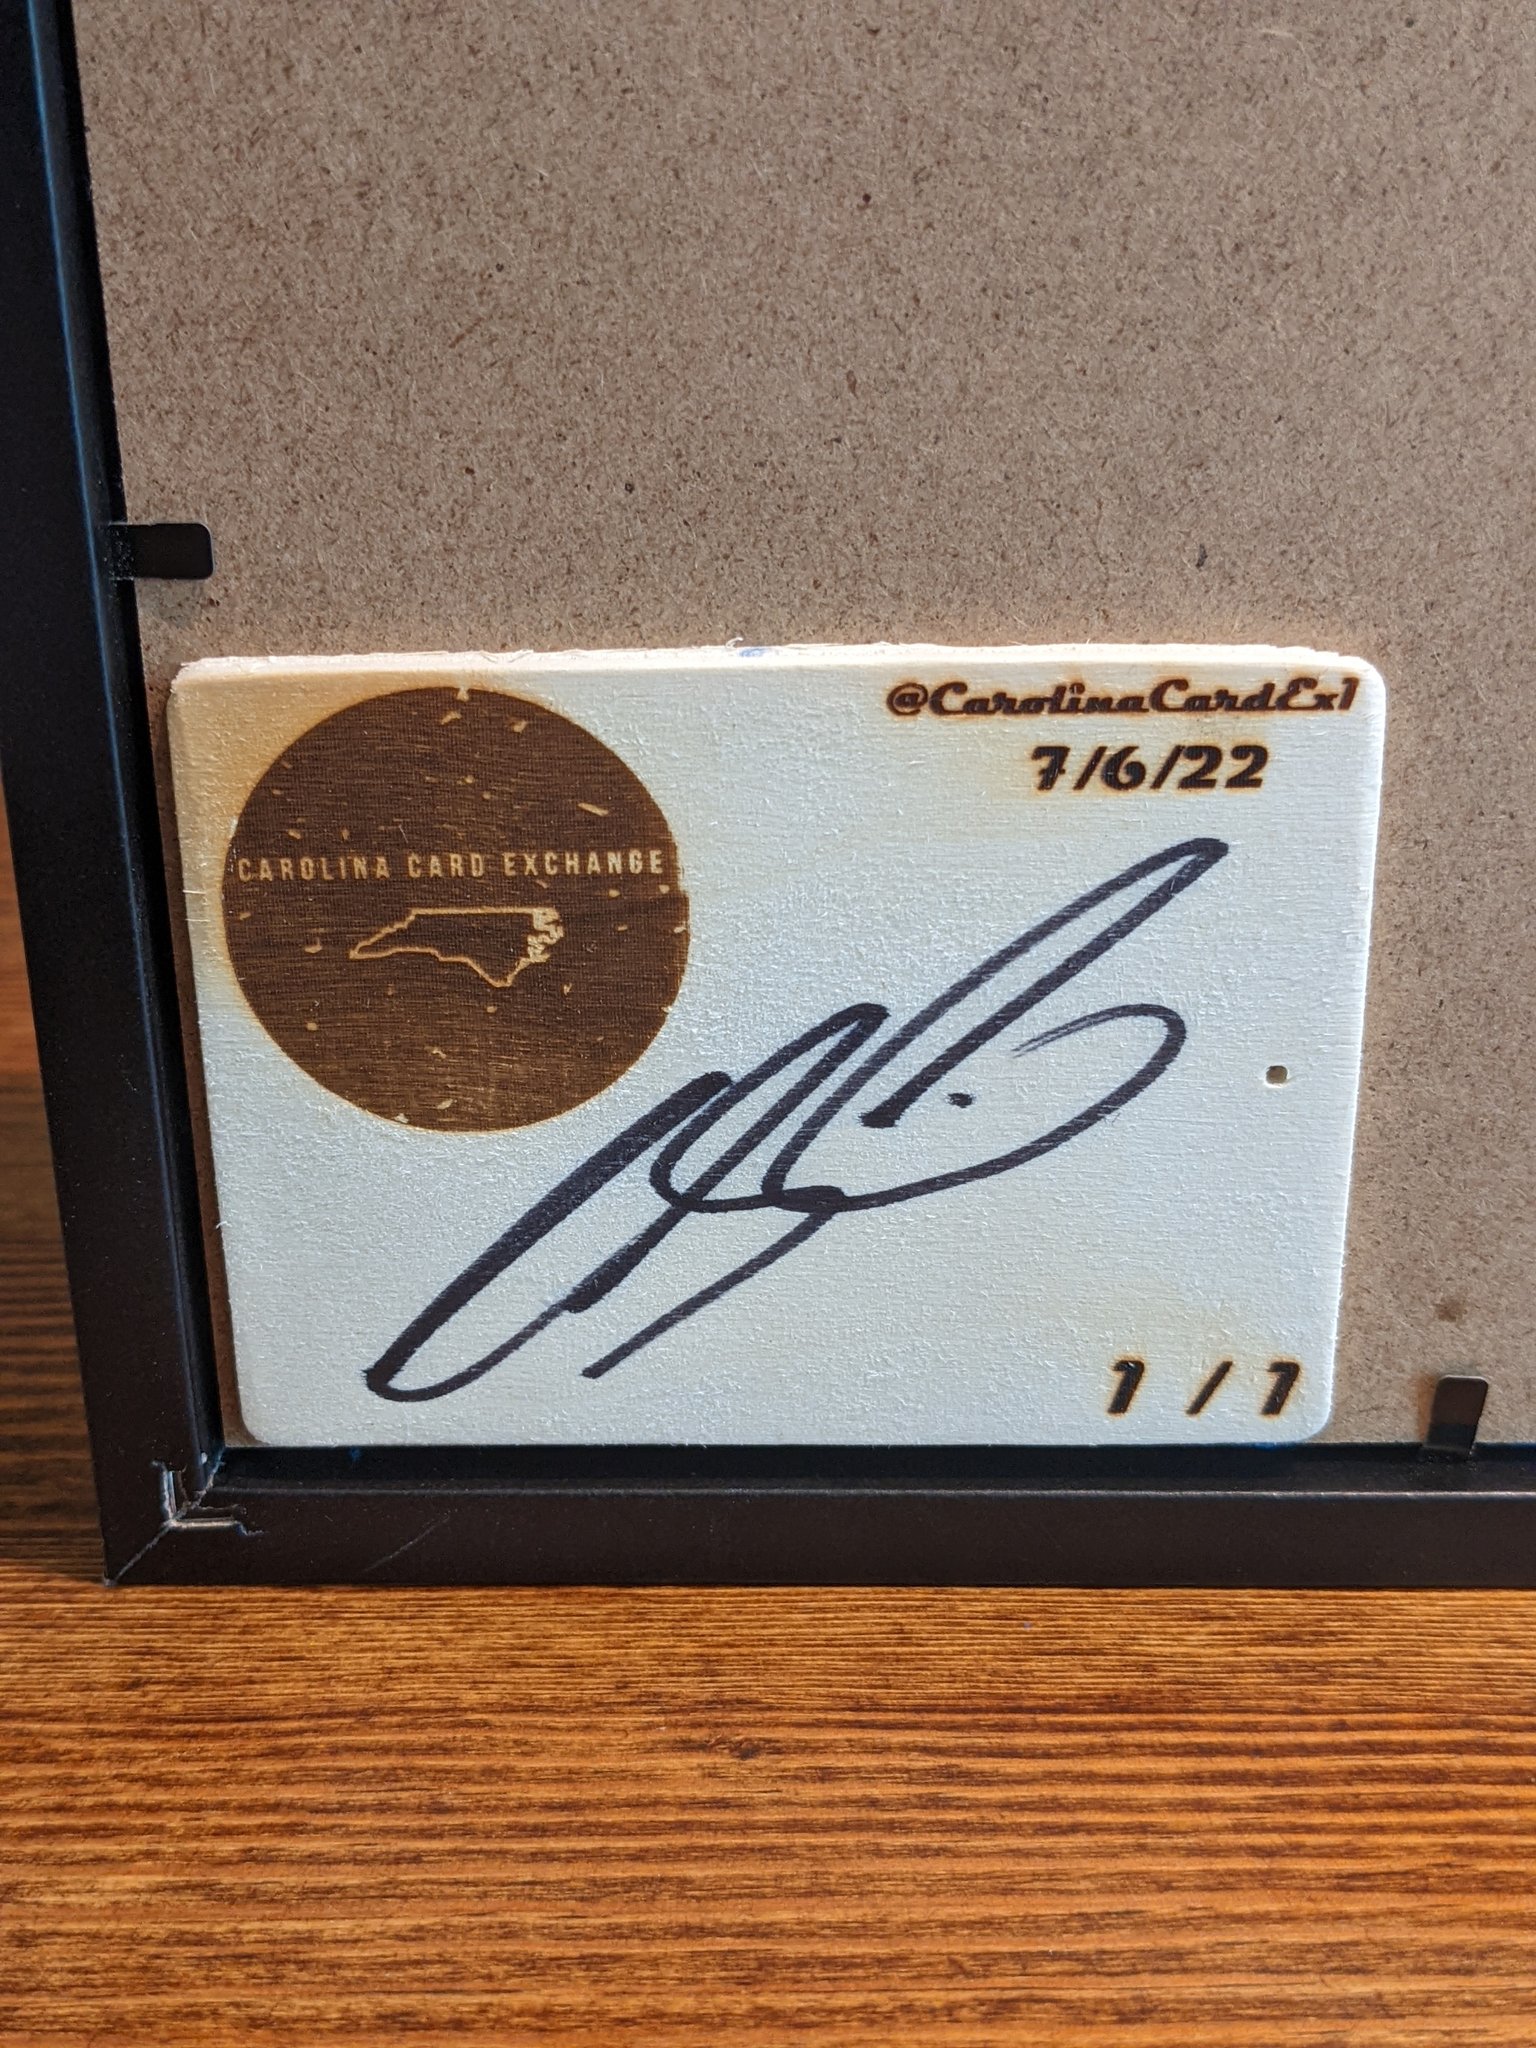 @CarolinaCardEx1
7/6/22
CAROLINA CARD EXCHANGE
1 / 1